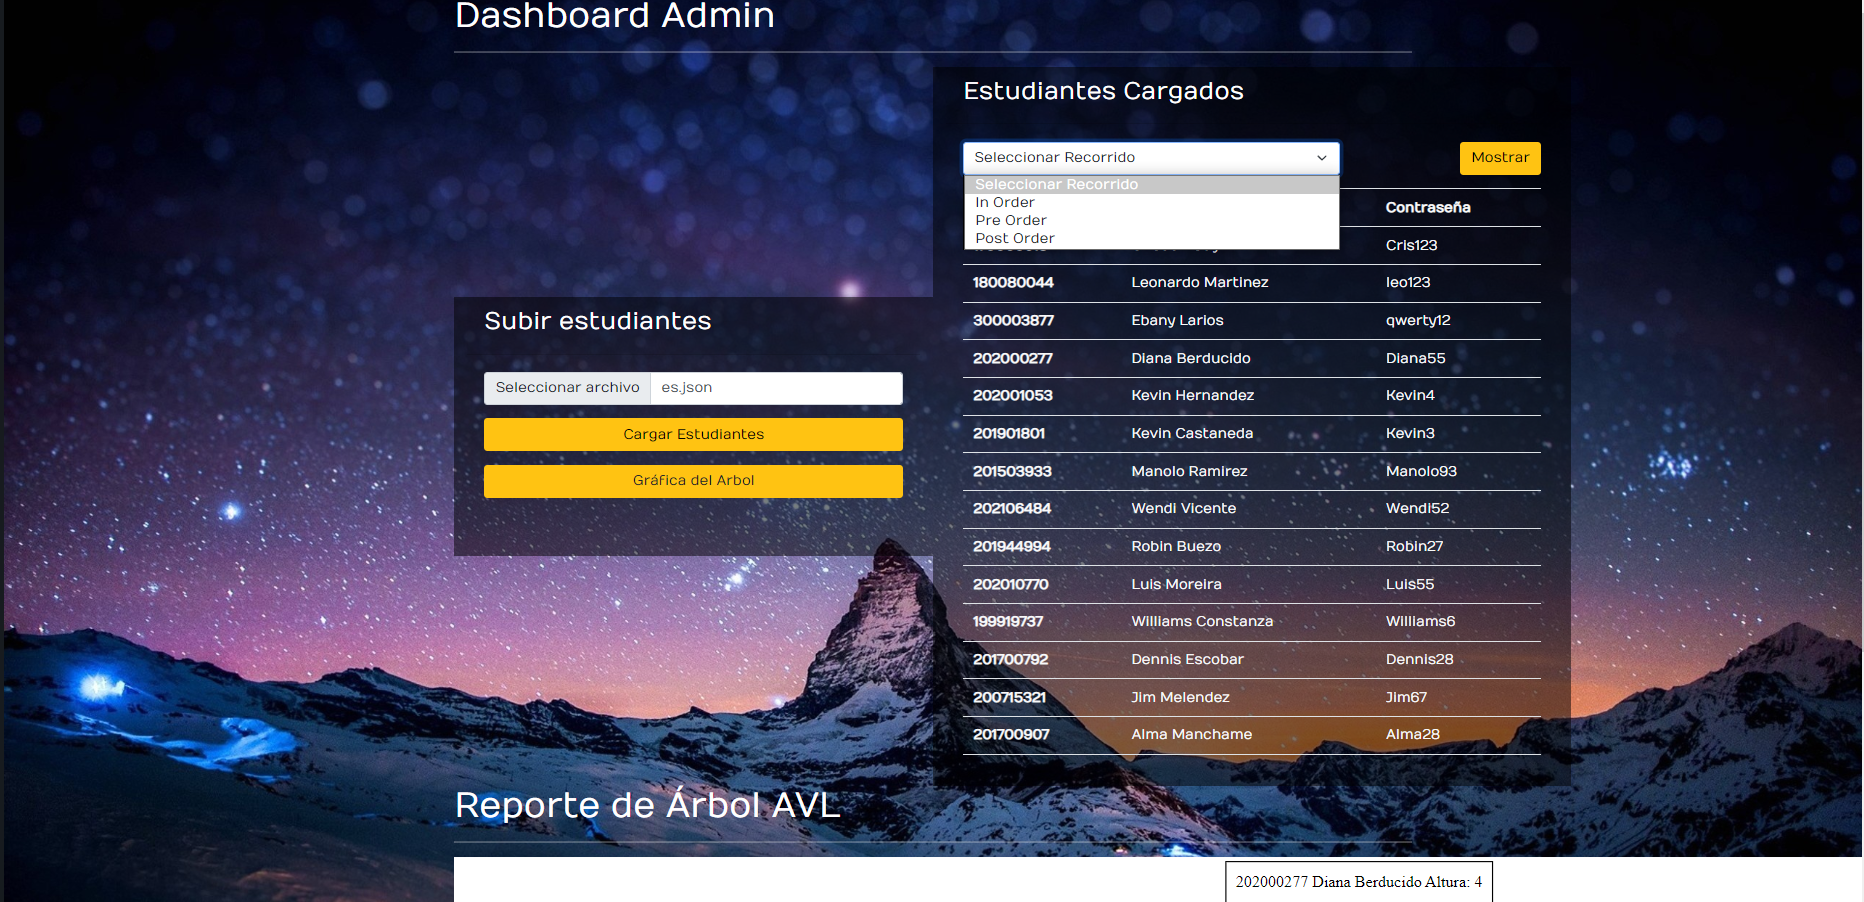 Dashboard Admin
Estudiantes Cargados
Seleccionar Recorrido
Mostrar
Seleccionar Recorrido
In Order
Pre Order
Post Order
Contraseña
Cris123
180080044 Leonardo Martinez leo123
300003877 Ebany Larios qwerty12
202000277 Diana Berducido Diana55
202001053 Kevin Hernandez Kevin4
201901801 Kevin Castaneda Kevin3
201503933 Manolo Ramirez Manolo93
202106484 Wendi Vicente Wendi52
201944994 Robin Buezo Robin27
202010770 Luis Moreira Luis55
199919737 Williams Constanza Williams6
201700792 Dennis Escobar Dennis28
200715321 Jim Melendez Jim67
201700907 Alma Manchame Alma28
Subir estudiantes
Seleccionar archivo es.json
Cargar Estudiantes
Gráfica del Arbol
Reporte de Árbol AVL
202000277 Diana Berducido Altura: 4